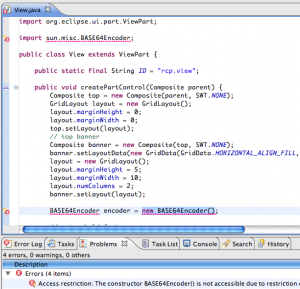 View.java
import org.eclipse.ui.part.ViewPart;
import sun.misc.BASE64Encoder;
public class View extends ViewPart {
public static final String ID = "rcp.view";
public void createPartControl(Composite parent) {
Composite top = new Composite(parent, SWT.NONE);
GridLayout layout = new GridLayout();
layout.marginHeight = 0;
layout.marginWidth = 0;
top.setLayout(layout);
// top banner
Composite banner = new Composite(top, SWT.NONE);
banner.setLayoutData(new GridData(GridData.HORIZONTAL_ALIGN_FILL,
layout = new GridLayout();
layout.marginHeight = 5;
layout.marginWidth = 10;
layout.numColumns = 2;
banner.setLayout(layout);
BASE64Encoder encoder = new BASE64Encoder();
Error Log Tasks Problems Task List Console Search History
4 errors, 0 warnings, 0 others
Description
Errors (4 items)
Access restriction: The constructor BASE64Encoder() is not accessible due to restriction